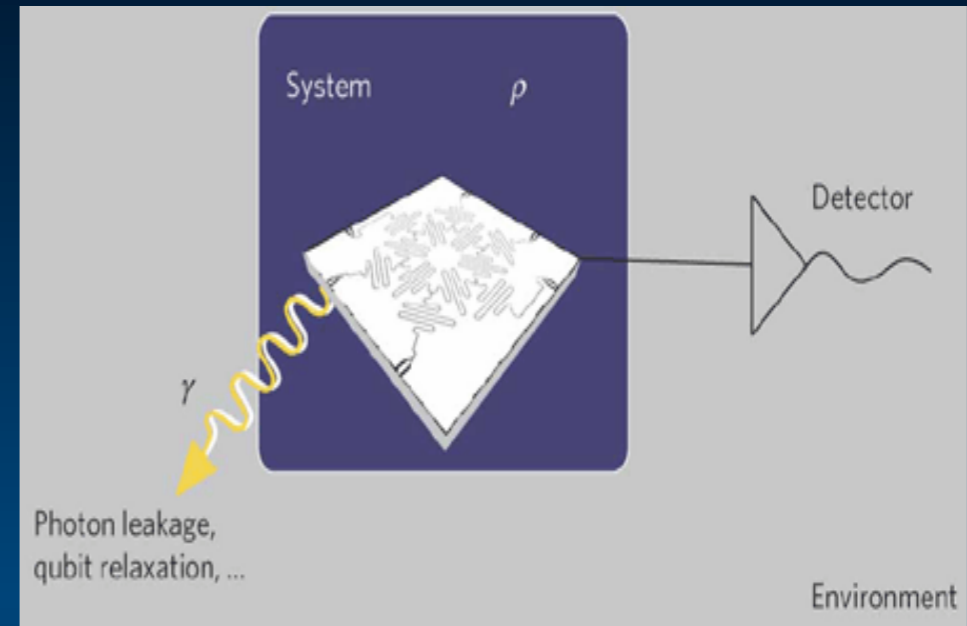 System ρ
Detector
γ
Photon leakage,
qubit relaxation, ...
Environment